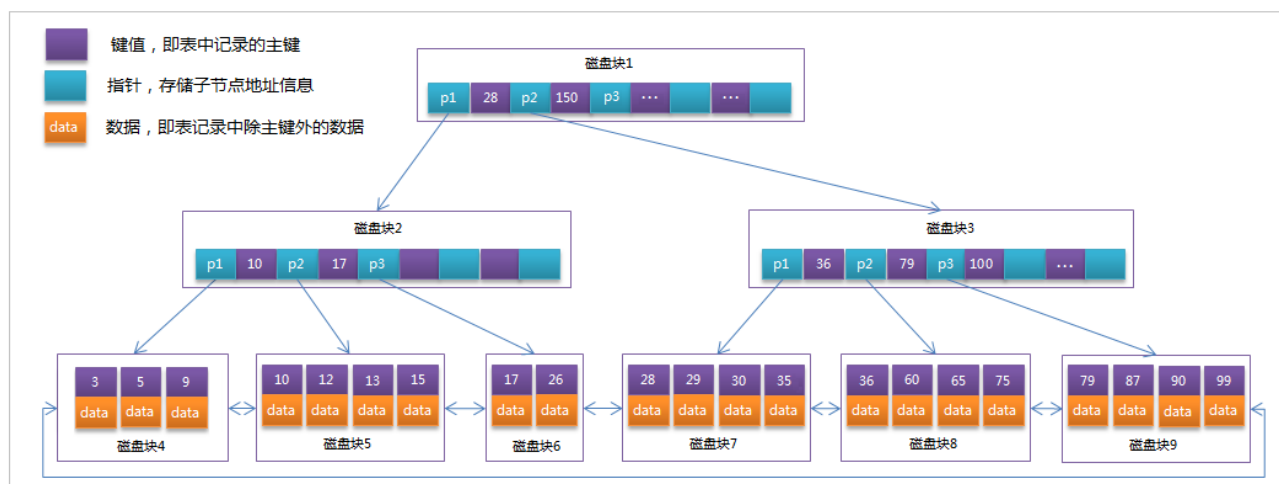 键值，即表中记录的主键
指针，存储子节点地址信息
data 数据，即表记录中除主键外的数据
磁盘块1
p1 28 p2 150 p3 ... ...
磁盘块2
p1 10 p2 17 p3
磁盘块3
p1 36 p2 79 p3 100 ...
3 5 9
data data data
磁盘块4
10 12 13 15
data data data data
磁盘块5
17 26
data data
磁盘块6
28 29 30 35
data data data data
磁盘块7
36 60 65 75
data data data data
磁盘块8
79 87 90 99
data data data data
磁盘块9